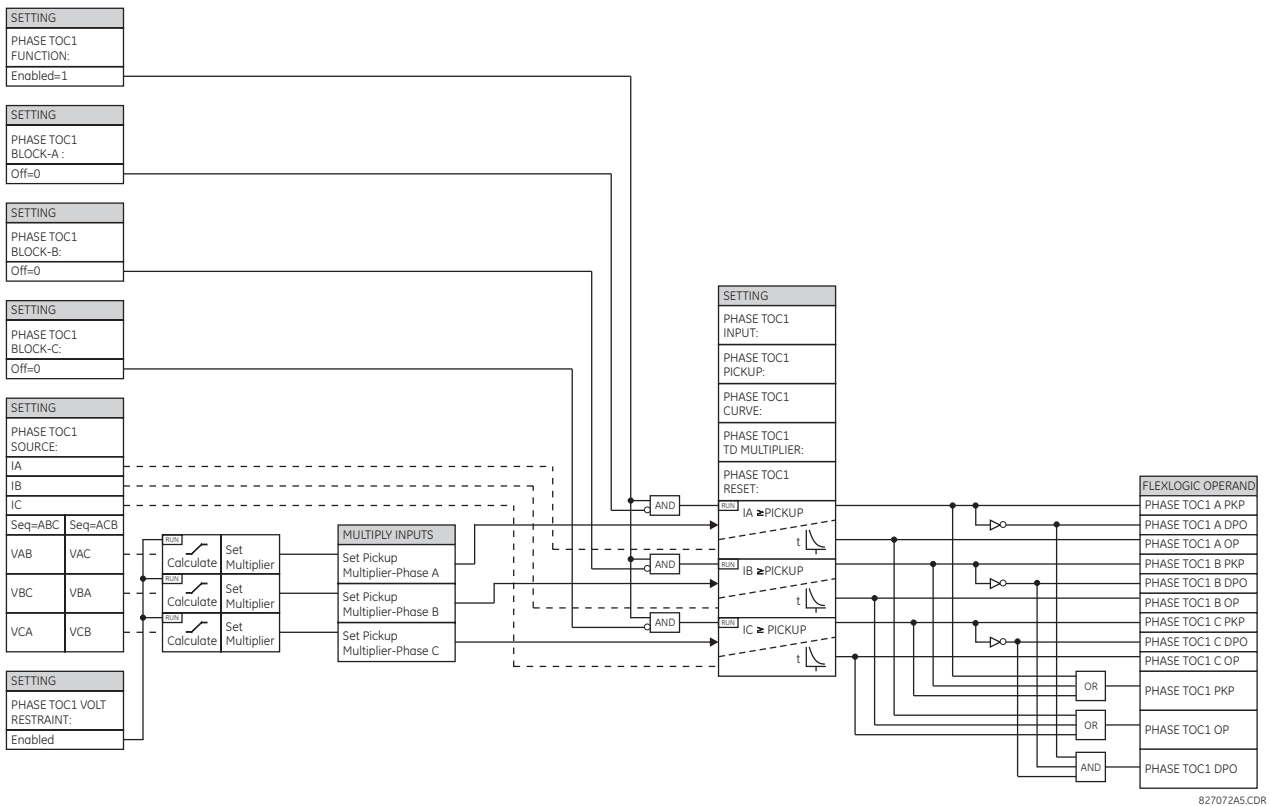 SETTING
PHASE TOC1
FUNCTION:
Enabled=1
SETTING
PHASE TOC1
BLOCK-A :
Off=0
SETTING
PHASE TOC1
BLOCK-B:
Off=0
SETTING
PHASE TOC1
BLOCK-C:
Off=0
SETTING
PHASE TOC1
SOURCE:
IA
IB
IC
Seq=ABC Seq=ACB
VAB VAC
VBC VBA
VCA VCB
SETTING
PHASE TOC1 VOLT
RESTRAINT:
Enabled
RUN
Calculate
Set
Multiplier
RUN
Calculate
Set
Multiplier
RUN
Calculate
Set
Multiplier
MULTIPLY INPUTS
Set Pickup
Multiplier-Phase A
Set Pickup
Multiplier-Phase B
Set Pickup
Multiplier-Phase C
AND
AND
AND
SETTING
PHASE TOC1
INPUT:
PHASE TOC1
PICKUP:
PHASE TOC1
CURVE:
PHASE TOC1
TD MULTIPLIER:
PHASE TOC1
RESET:
RUN
IA ≥PICKUP
t
RUN
IB ≥PICKUP
t
RUN
IC ≥ PICKUP
t
OR
OR
AND
FLEXLOGIC OPERAND
PHASE TOC1 A PKP
PHASE TOC1 A DPO
PHASE TOC1 A OP
PHASE TOC1 B PKP
PHASE TOC1 B DPO
PHASE TOC1 B OP
PHASE TOC1 C PKP
PHASE TOC1 C DPO
PHASE TOC1 C OP
PHASE TOC1 PKP
PHASE TOC1 OP
PHASE TOC1 DPO
827072A5.CDR